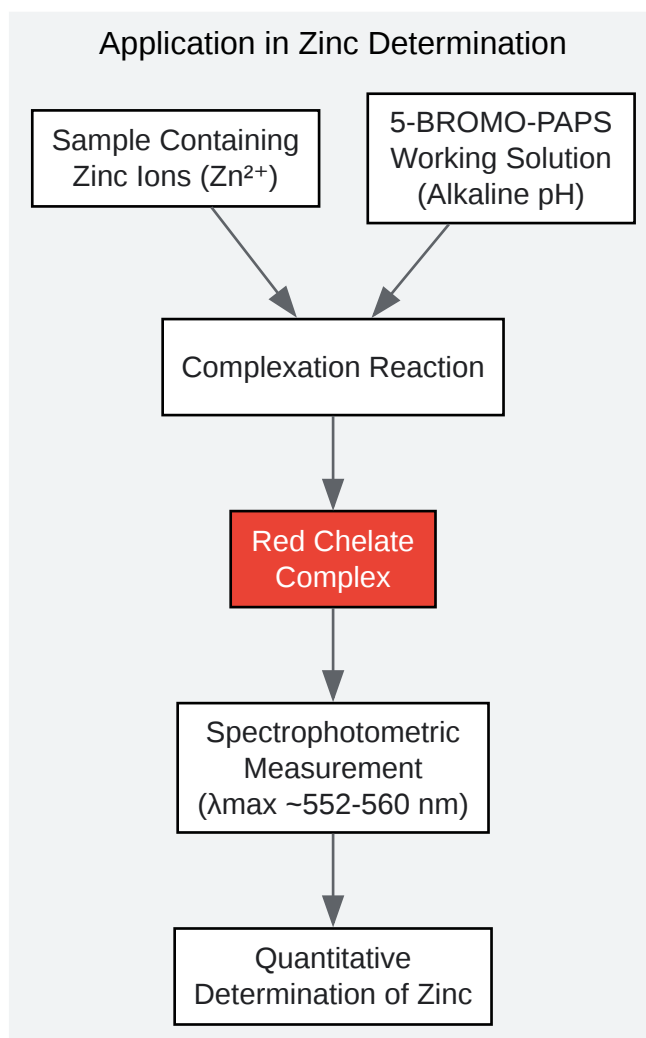 Application in Zinc Determination
Sample Containing
Zinc Ions (Zn²⁺)
5-BROMO-PAPS
Working Solution
(Alkaline pH)
Complexation Reaction
Red Chelate
Complex
Spectrophotometric
Measurement
(λmax ~552-560 nm)
Quantitative
Determination of Zinc